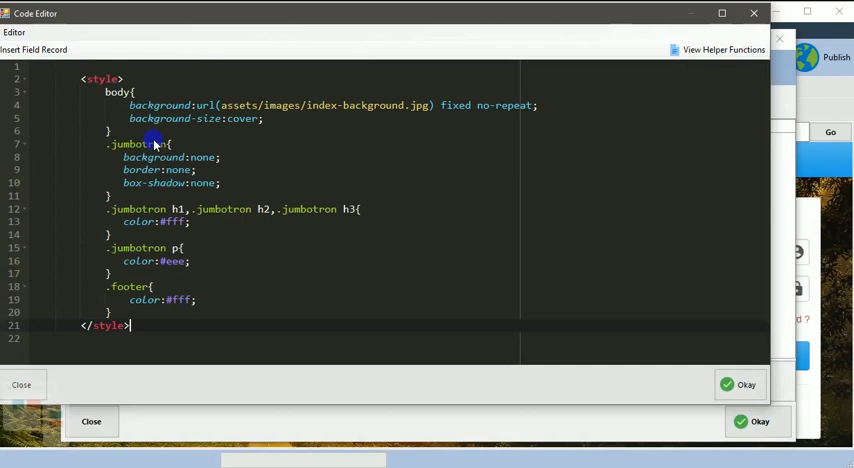 Code Editor
Editor
Insert Field Record
View Helper Functions
Publish
Go
1
2 <style>
3 body{
4 background:url(assets/images/index-background.jpg) fixed no-repeat;
5 background-size:cover;
6 }
7 .jumbotron{
8 background:none;
9 border:none;
10 box-shadow:none;
11 }
12 .jumbotron h1,.jumbotron h2,.jumbotron h3{
13 color:#fff;
14 }
15 .jumbotron p{
16 color:#eee;
17 }
18 .footer{
19 color:#fff;
20 }
21 </style>
22
d ?
Close
Okay
Close
Okay